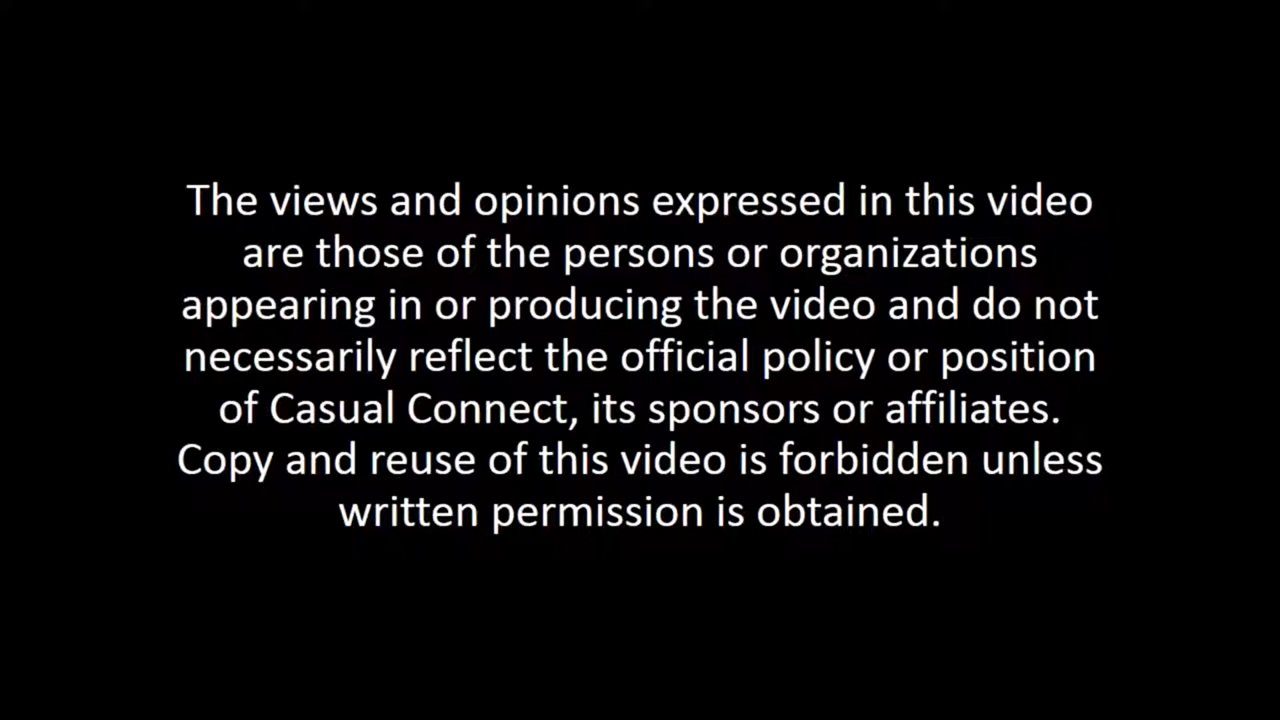 The views and opinions expressed in this video
are those of the persons or organizations
appearing in or producing the video and do not
necessarily reflect the official policy or position
of Casual Connect, its sponsors or affiliates.
Copy and reuse of this video is forbidden unless
written permission is obtained.